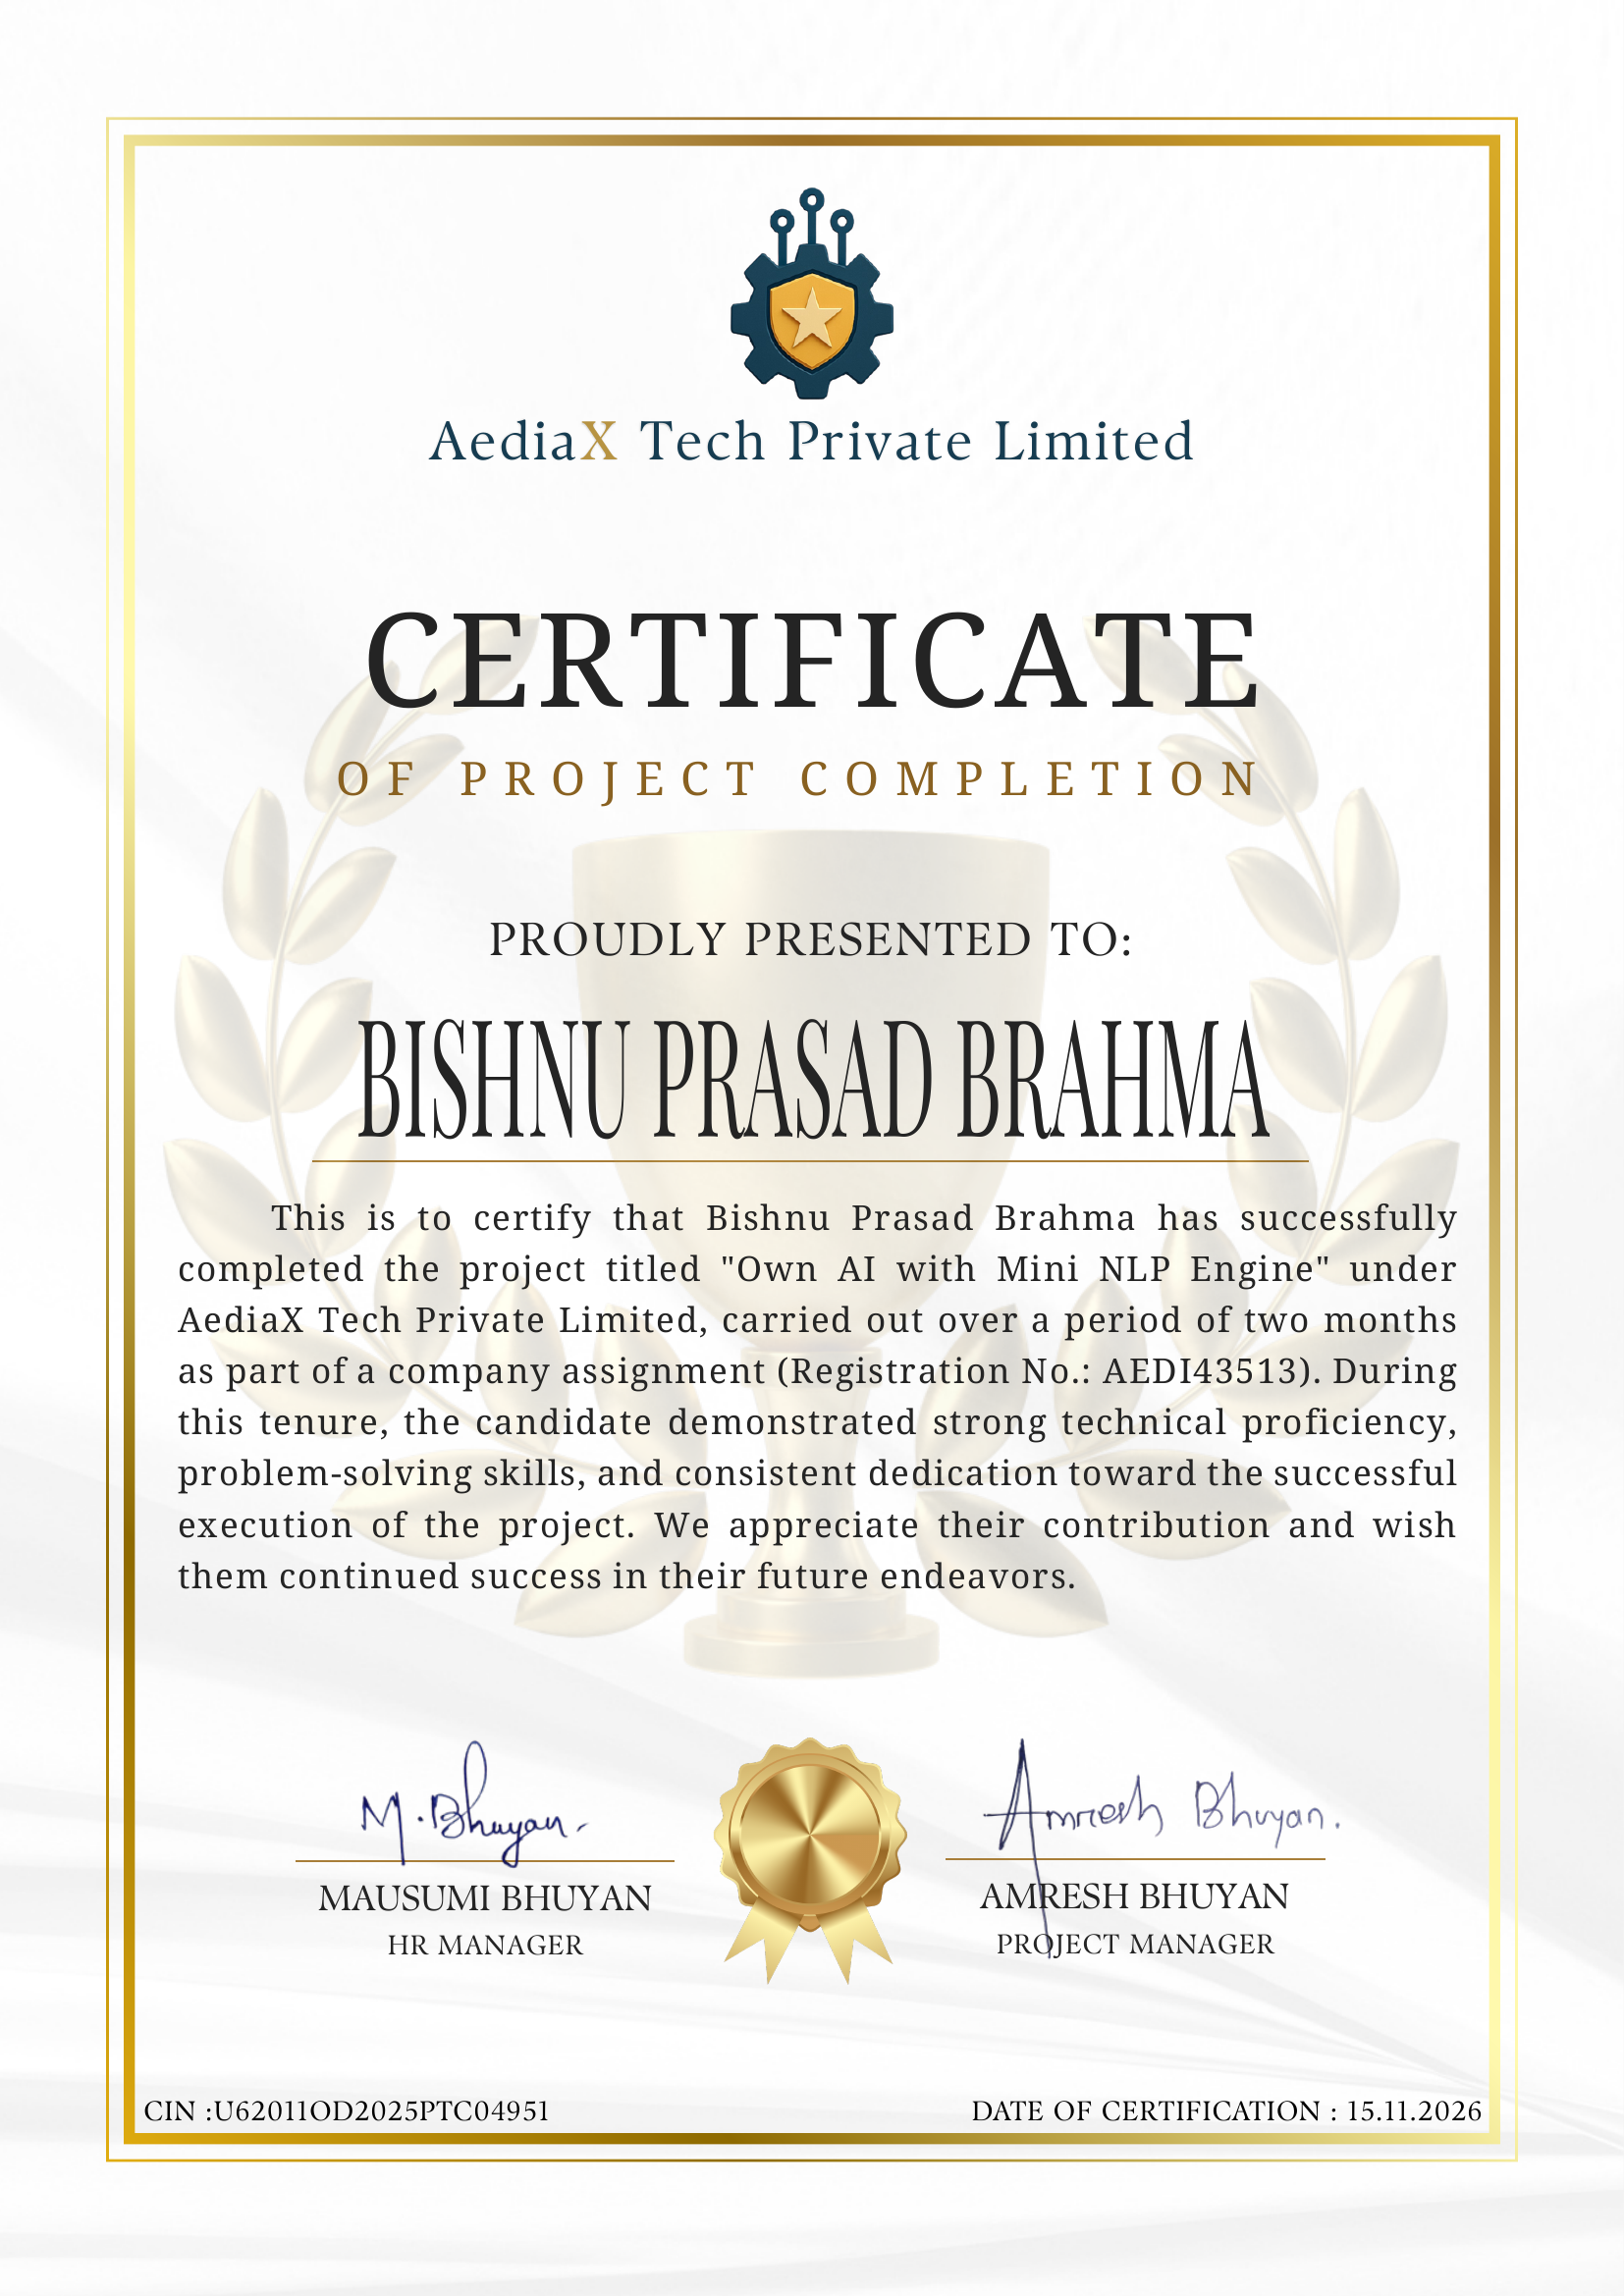 AediaX Tech Private Limited
CERTIFICATE
OF PROJECT COMPLETION
PROUDLY PRESENTED TO:
BISHNU PRASAD BRAHMA
This is to certify that Bishnu Prasad Brahma has successfully
completed the project titled "Own AI with Mini NLP Engine" under
AediaX Tech Private Limited, carried out over a period of two months
as part of a company assignment (Registration No.: AEDI43513). During
this tenure, the candidate demonstrated strong technical proficiency,
problem-solving skills, and consistent dedication toward the successful
execution of the project. We appreciate their contribution and wish
them continued success in their future endeavors.
M. Bhuyan.
Amresh Bhuyan.
MAUSUMI BHUYAN
AMRESH BHUYAN
HR MANAGER
PROJECT MANAGER
CIN :U62011OD2025PTC04951
DATE OF CERTIFICATION : 15.11.2026